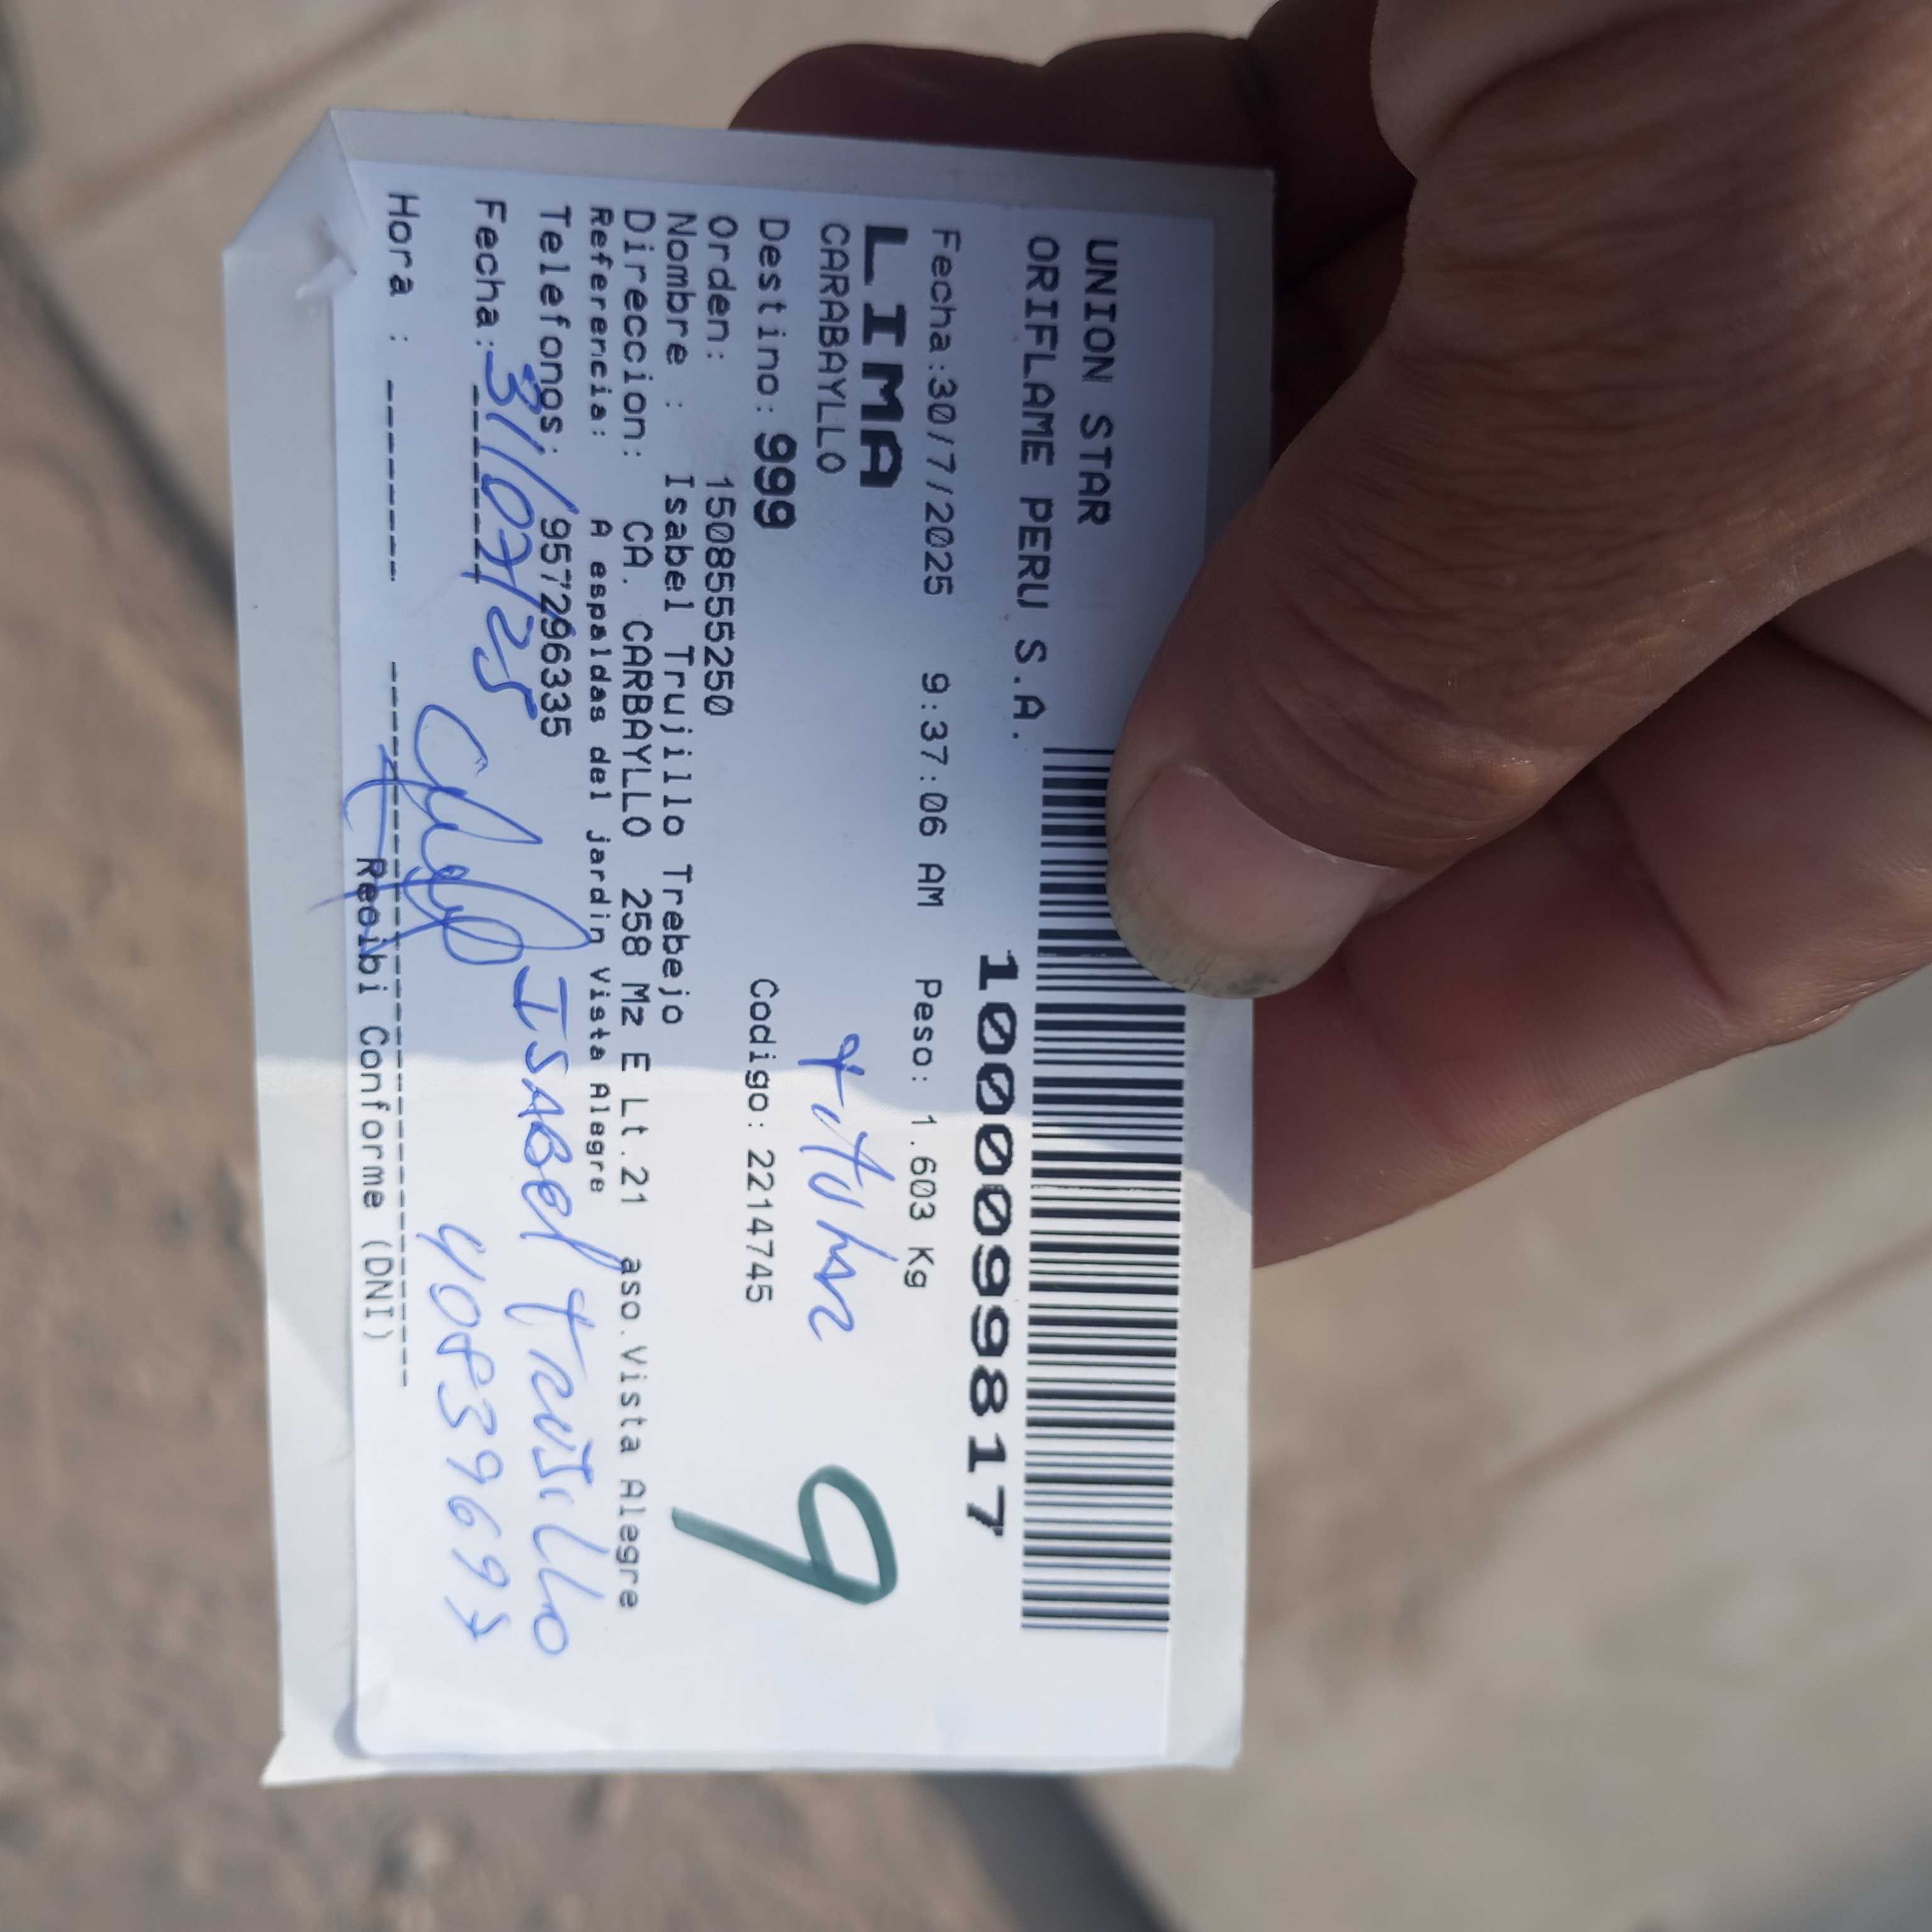 UNION STAR
ORIFLAME PERU S.A.
10000998 17
Fecha:30/7/2025 9:37:06 AM Peso: 1.603 Kg
LIMA
CARABAYLLO
Destino: 999 Codigo: 2214745
9
Orden: 1508555250
Nombre : Isabel Trujillo Trebejo
Direccion: CA. CARBAYLLO 258 Mz E Lt.21 aso.Vista Alegre
Referencia: A espaldas del jardin Vista Alegre
Telefonos: 957296335
ISABel trujillo
Fecha: 31/07/25
Hora :
Recibi Conforme (DNI)